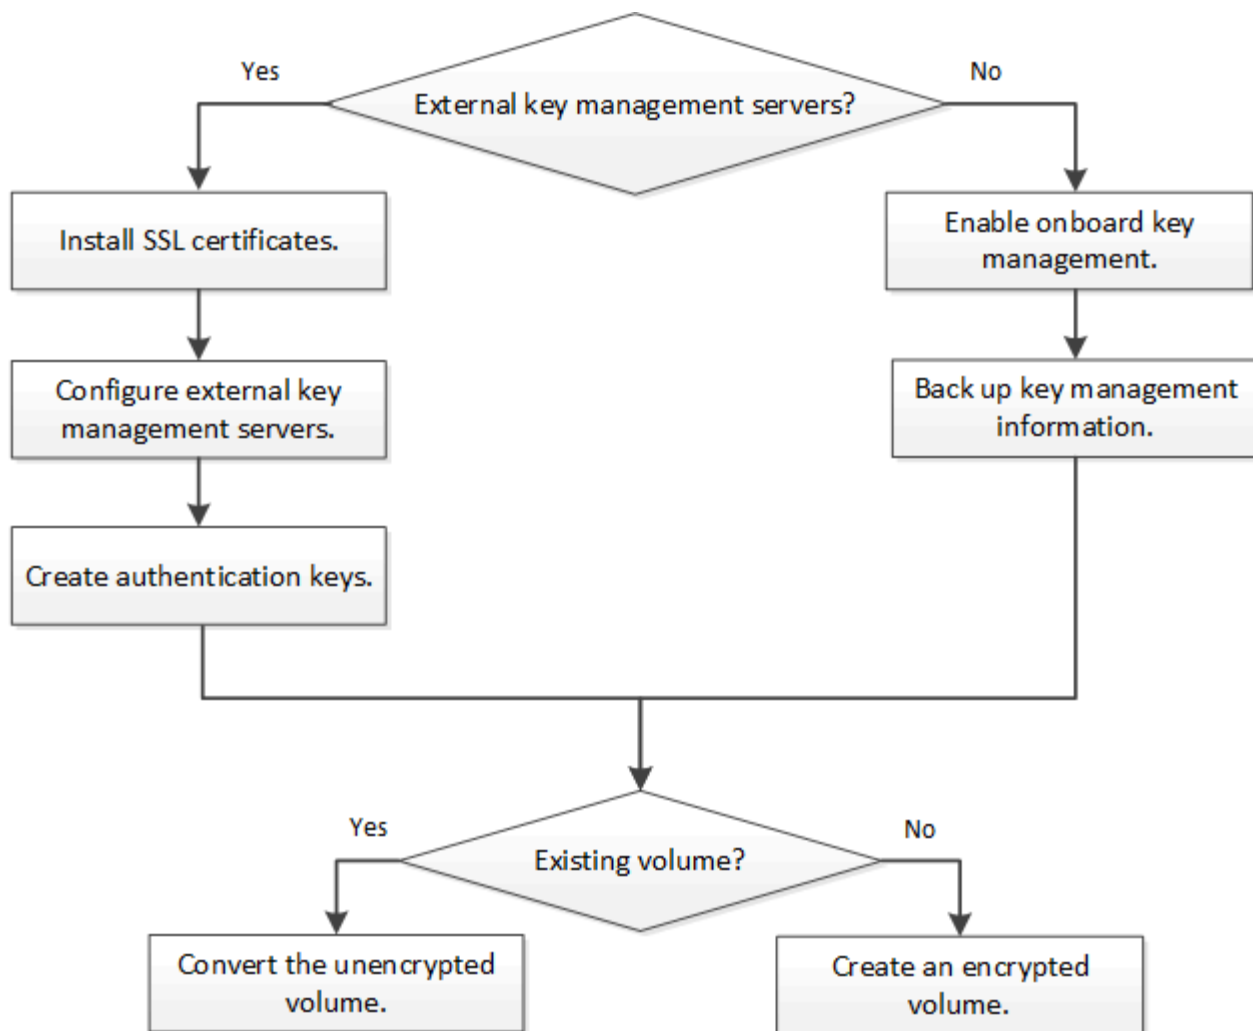 Yes
No
External key management servers?
Install SSL certificates.
Enable onboard key
management.
Configure external key
management servers.
Back up key management
information.
Create authentication keys.
Yes
No
Existing volume?
Convert the unencrypted
volume.
Create an encrypted
volume.